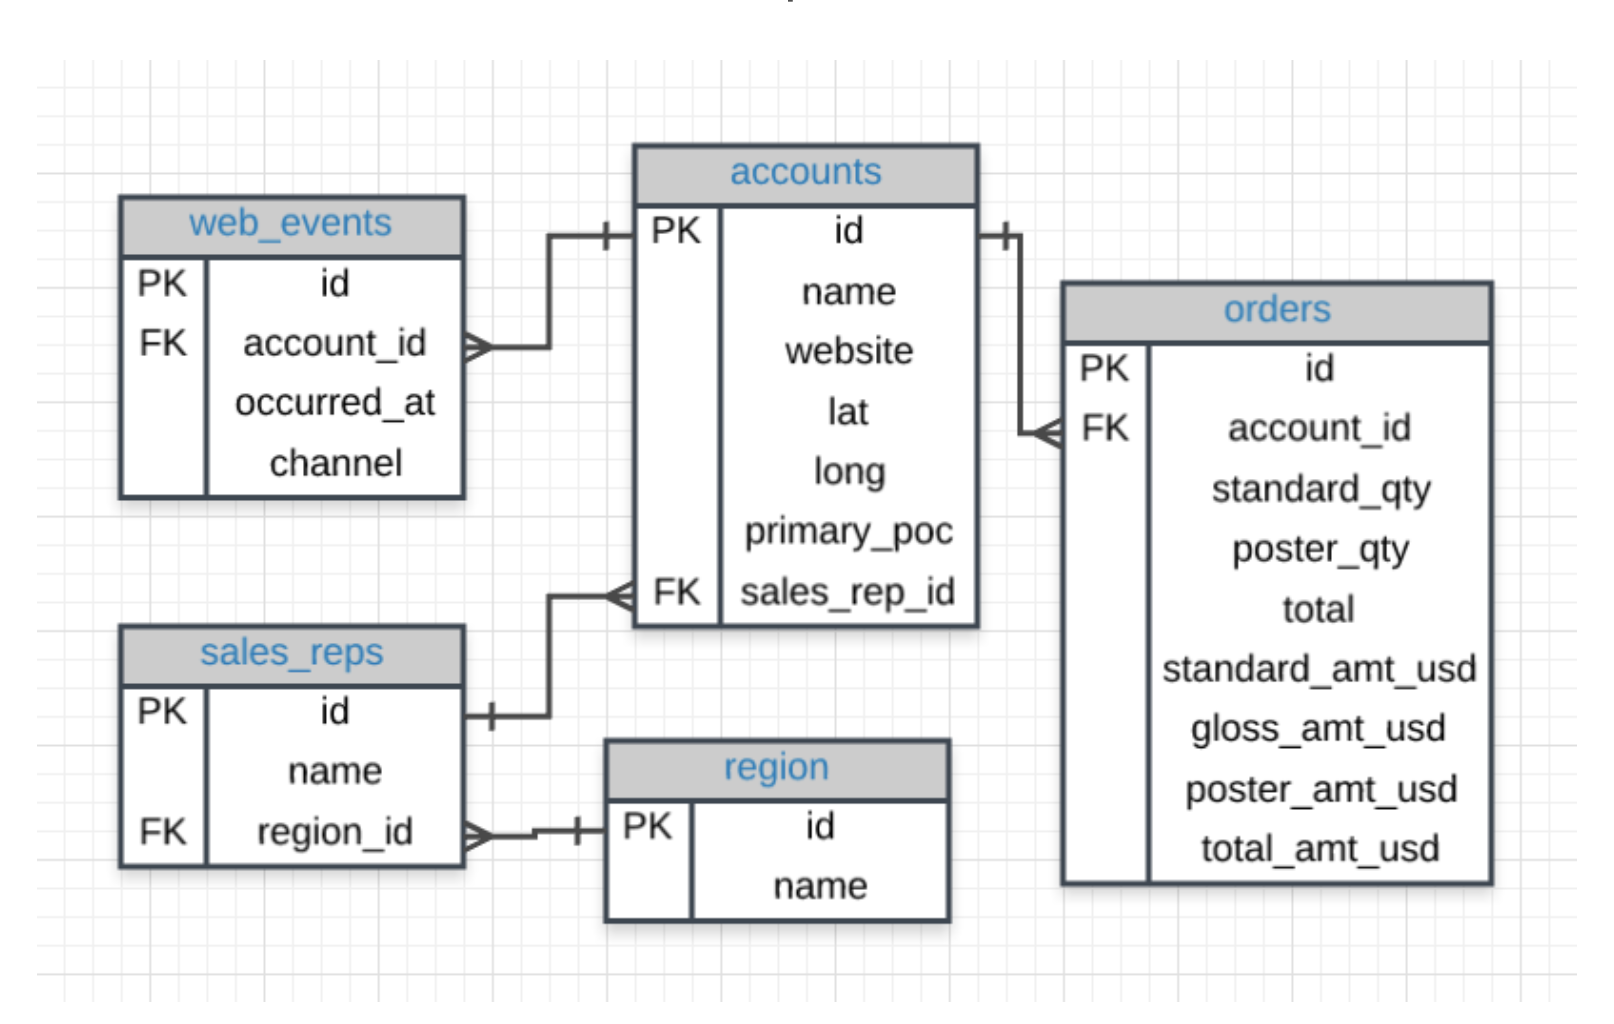 accounts
PK id
name
website
lat
long
primary_poc
FK sales_rep_id
web_events
PK id
FK account_id
occurred_at
channel
orders
PK id
FK account_id
standard_qty
poster_qty
total
standard_amt_usd
gloss_amt_usd
poster_amt_usd
total_amt_usd
sales_reps
PK id
name
FK region_id
region
PK id
name